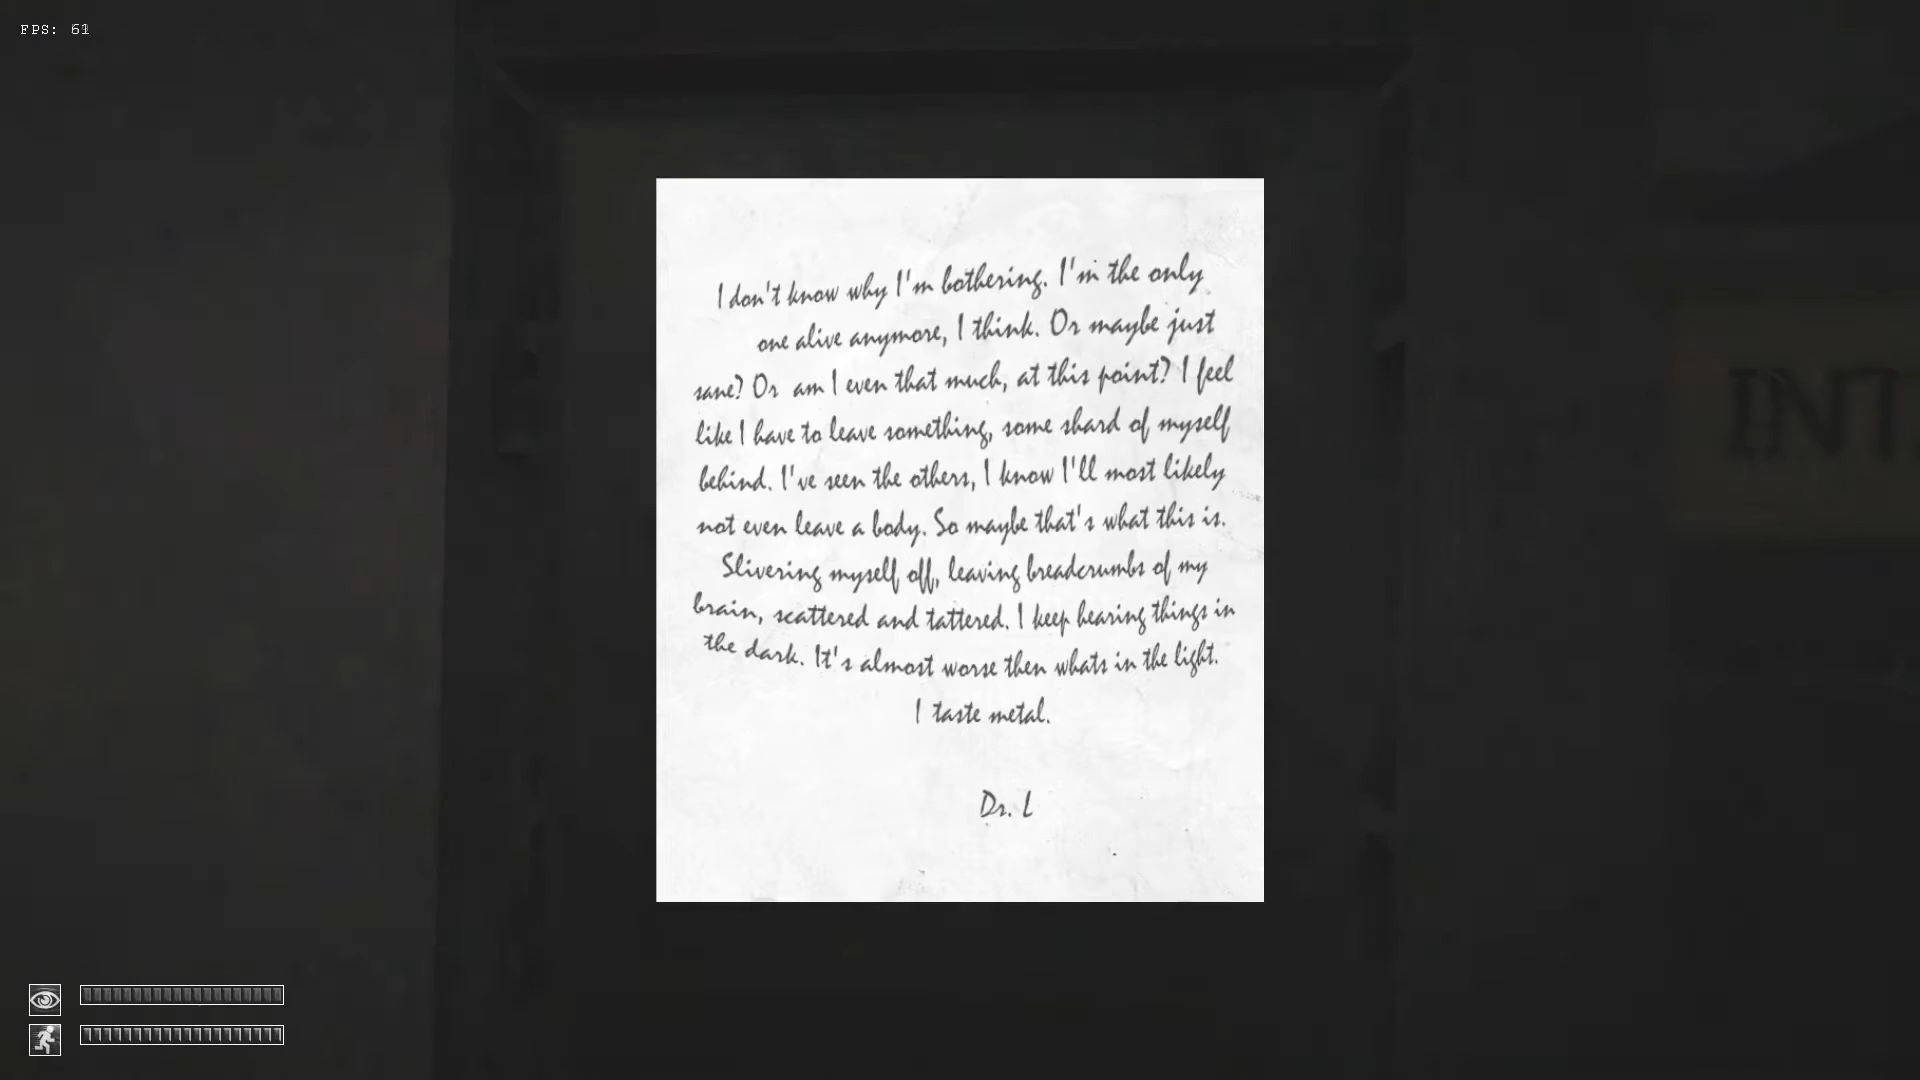 FPS: 61
I don't know why I'm bothering. I'm the only
one alive anymore, I think. Or maybe just
sane? Or am I even that much, at this point? I feel
like I have to leave something, some shard of myself
behind. I've seen the others, I know I'll most likely
not even leave a body. So maybe that's what this is.
Slivering myself off, leaving breadcrumbs of my
brain, scattered and tattered. I keep hearing things in
the dark. It's almost worse then whats in the light.
I taste metal.
Dr. L
INT